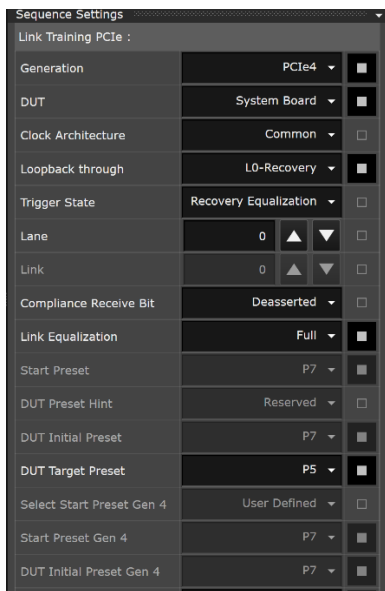 Sequence Settings
Link Training PCIe :
Generation PCIe4
DUT System Board
Clock Architecture Common
Loopback through L0-Recovery
Trigger State Recovery Equalization
Lane 0
Link 0
Compliance Receive Bit Deasserted
Link Equalization Full
Start Preset P7
DUT Preset Hint Reserved
DUT Initial Preset P7
DUT Target Preset P5
Select Start Preset Gen 4 User Defined
Start Preset Gen 4 P7
DUT Initial Preset Gen 4 P7